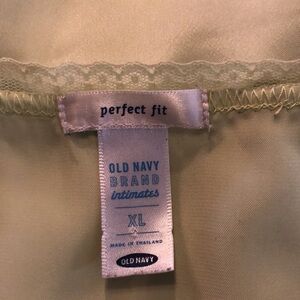 perfect fit
OLD NAVY
BRAND
intimates
XL
MADE IN THAILAND
OLD NAVY